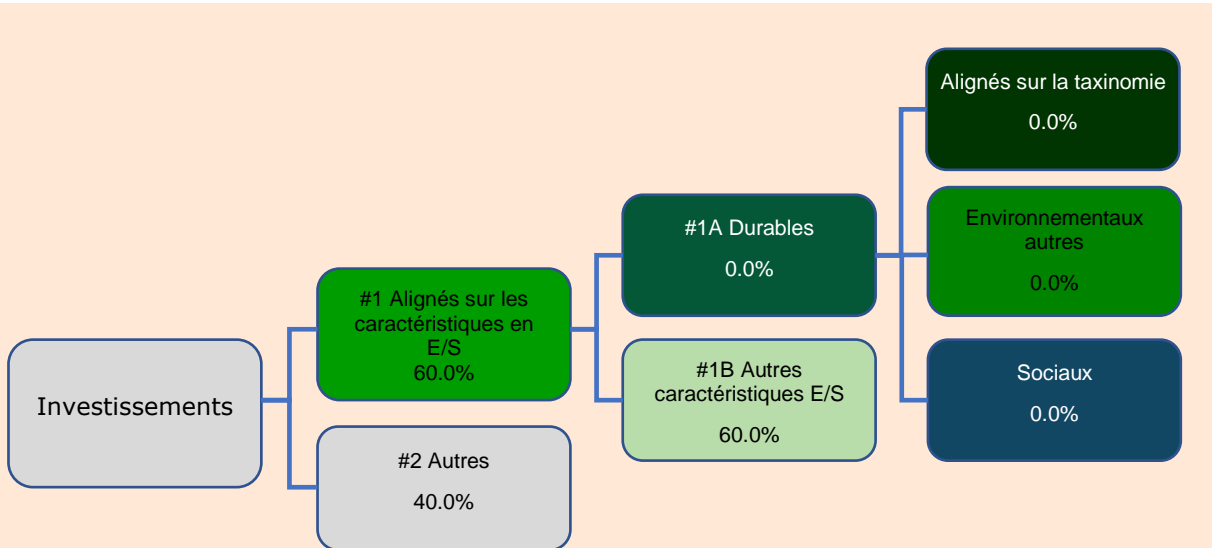 Investissements
#1 Alignés sur les
caractéristiques en
E/S
60.0%
#2 Autres
40.0%
#1A Durables
0.0%
#1B Autres
caractéristiques E/S
60.0%
Alignés sur la taxinomie
0.0%
Environnementaux
autres
0.0%
Sociaux
0.0%